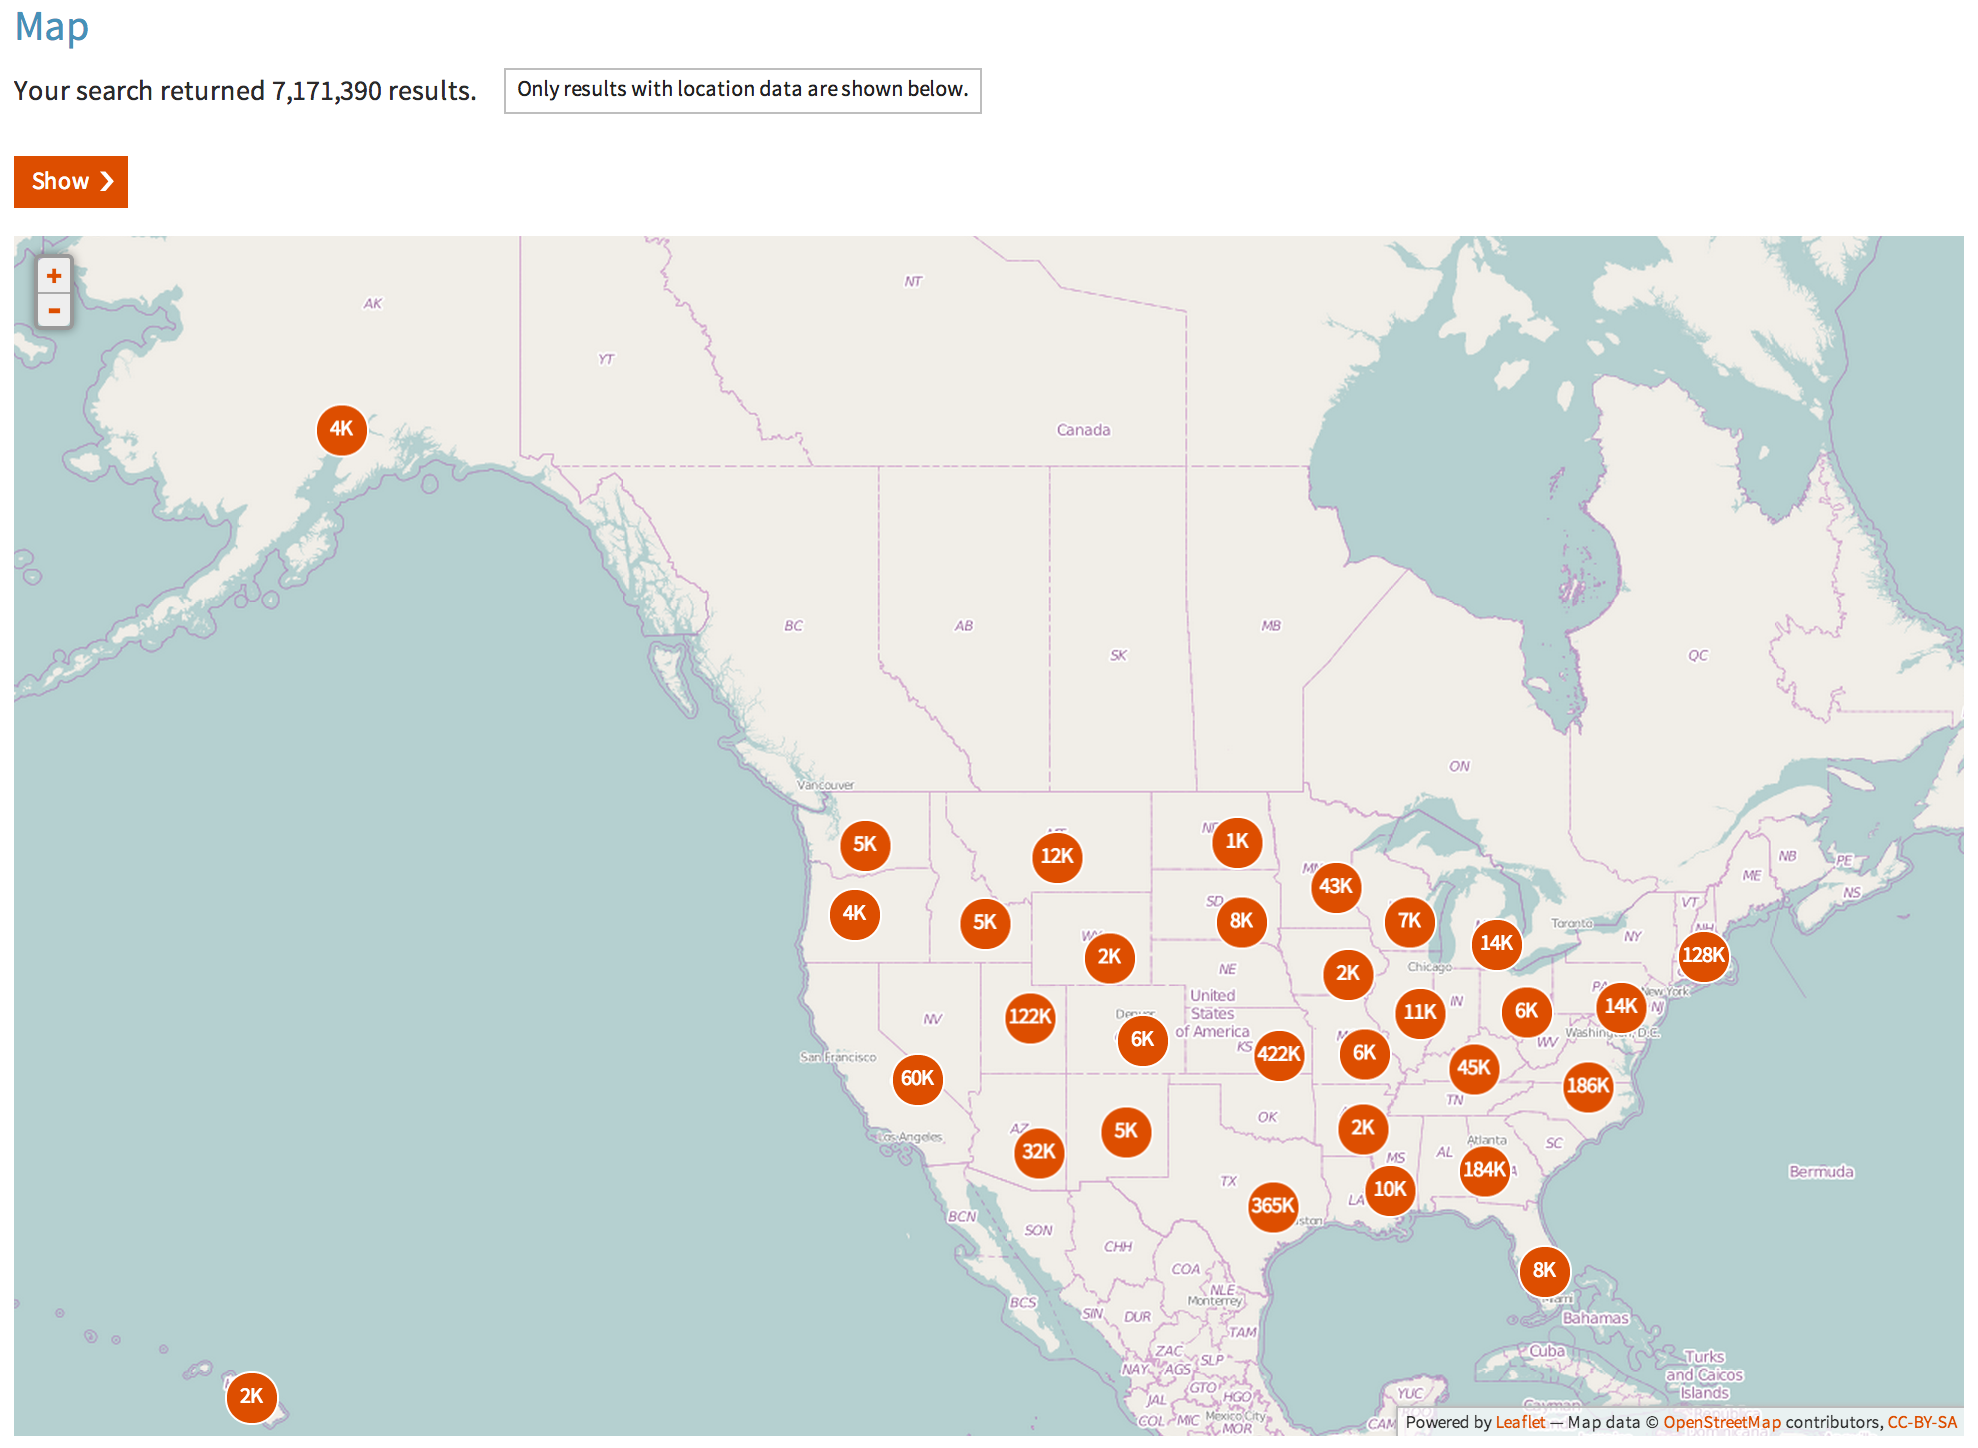 Map
Your search returned 7,171,390 results.
Only results with location data are shown below.
Show ❯
+
-
NT
AK
YT
4K
Canada
BC
AB
MB
SK
QC
ON
Vancouver
5K
12K
1K
43K
NB
PE
ME
NS
4K
5K
SD
8K
7K
14K
Toronto
VT
NH
NY
128K
2K
NE
2K
Chicago
United
States
of America
122K
NV
6K
KS
422K
11K
IN
6K
14K
New York
NJ
Washington, D.C.
WV
San Francisco
60K
6K
45K
186K
TN
Los Angeles
AZ
32K
5K
OK
2K
MS
AL
Atlanta
184K
SC
Bermuda
TX
365K
LA
10K
BCN
SON
CHH
COA
NLE
Monterrey
8K
Bahamas
BCS
SIN
DUR
TAM
ZAC
SLP
NAY
AGS
Cuba
Turks
and Caicos
Islands
2K
JAL
GTO
HGO
YUC
COL
MIC
Mexico City
MOR
CAM
Cayman
Powered by Leaflet — Map data © OpenStreetMap contributors, CC-BY-SA